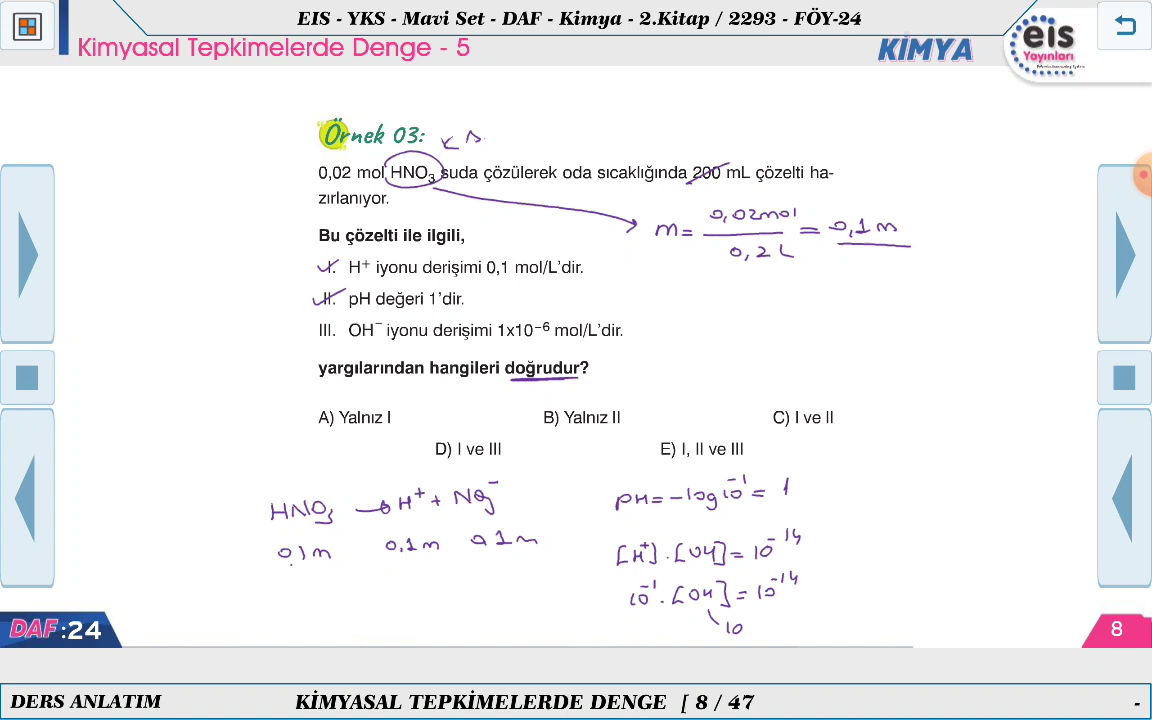 EIS - YKS - Mavi Set - DAF - Kimya - 2.Kitap / 2293 - FÖY-24
Kimyasal Tepkimelerde Denge - 5
KİMYA
eis
Yayınları
Örnek 03:
0,02 mol HNO₃ suda çözülerek oda sıcaklığında 200 mL çözelti ha-
zırlanıyor.
m = 0,02mol / 0,2 L = 0,1 m
Bu çözelti ile ilgili,
I. H⁺ iyonu derişimi 0,1 mol/L'dir.
II. pH değeri 1'dir.
III. OH⁻ iyonu derişimi 1x10⁻⁶ mol/L'dir.
yargılarından hangileri doğrudur?
A) Yalnız I B) Yalnız II C) I ve II
D) I ve III E) I, II ve III
HNO₃ → H⁺ + NO₃⁻
0,1m 0,1m 0,1m
pH = -log10⁻¹ = 1
[H⁺] . [OH] = 10⁻¹⁴
10⁻¹ . [OH] = 10⁻¹⁴
10
DAF :24
8
DERS ANLATIM KİMYASAL TEPKİMELERDE DENGE [ 8 / 47 -